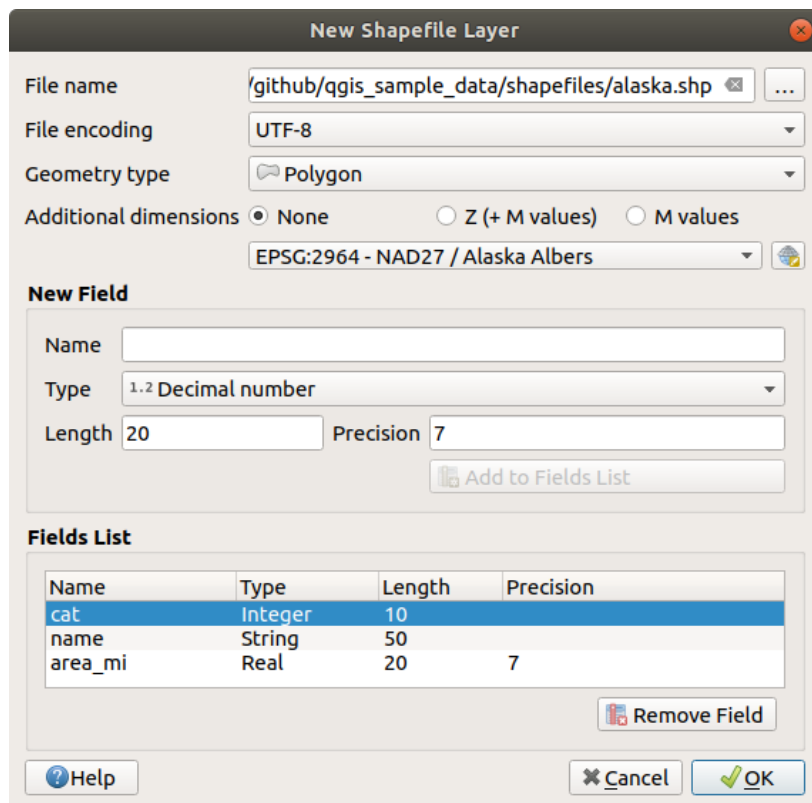 New Shapefile Layer
File name /github/qgis_sample_data/shapefiles/alaska.shp ...
File encoding UTF-8
Geometry type Polygon
Additional dimensions None Z (+ M values) M values
EPSG:2964 - NAD27 / Alaska Albers
New Field
Name
Type 1.2 Decimal number
Length 20 Precision 7
Add to Fields List
Fields List
Name Type Length Precision
cat Integer 10
name String 50
area_mi Real 20 7
Remove Field
Help Cancel OK